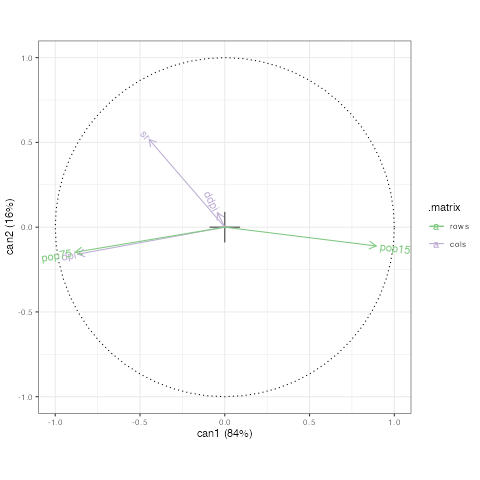 1.0
0.5
0.0
-0.5
-1.0
can2 (16%)
sr
ddpi
pop75
dpi
pop15
-1.0 -0.5 0.0 0.5 1.0
can1 (84%)
.matrix
a rows
a cols